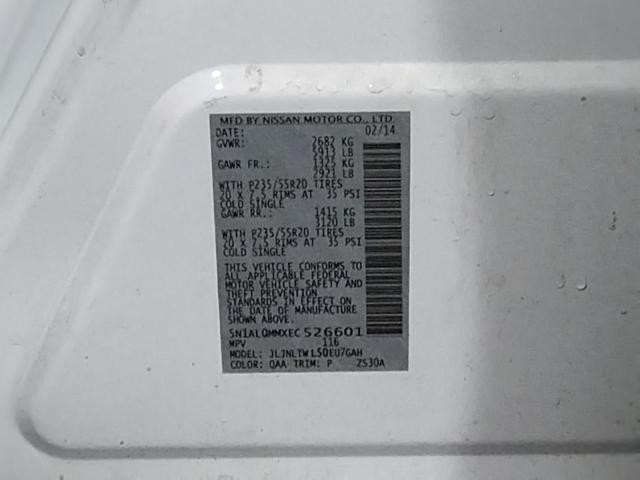 MFD BY NISSAN MOTOR CO., LTD.
DATE: 02/14
GVWR: 2682 KG
5913 LB
GAWR FR.: 1325 KG
2921 LB
WITH P235/55R20 TIRES
20 X 7.5 RIMS AT 35 PSI
COLD SINGLE
GAWR RR.: 1415 KG
3120 LB
WITH P235/55R20 TIRES
20 X 7.5 RIMS AT 35 PSI
COLD SINGLE
THIS VEHICLE CONFORMS TO
ALL APPLICABLE FEDERAL
MOTOR VEHICLE SAFETY AND
THEFT PREVENTION
STANDARDS IN EFFECT ON
THE DATE OF MANUFACTURE
SHOWN ABOVE.
5N1AL0MMXEC526601
MPV 116
MODEL: JLJNLTWL50EU7GAH
COLOR: QAA TRIM: P ZS30A